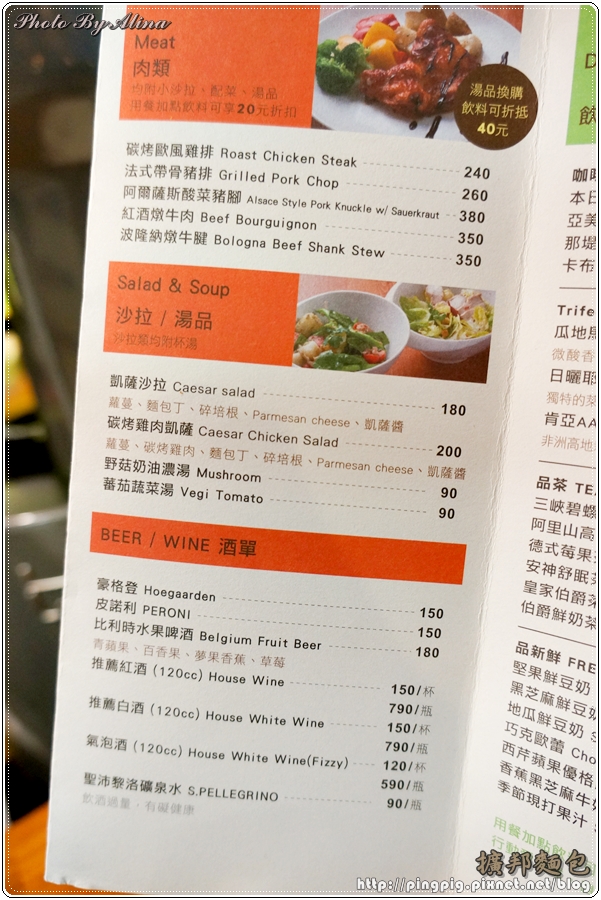 Photo By Alina
Meat
肉類
均附小沙拉、配菜、湯品
用餐加點飲料可享20元折扣
湯品換購
飲料可折抵
40元
碳烤歐風雞排 Roast Chicken Steak 240
法式帶骨豬排 Grilled Pork Chop 260
阿爾薩斯酸菜豬腳 Alsace Style Pork Knuckle w/ Sauerkraut 380
紅酒燉牛肉 Beef Bourguignon 350
波隆納燉牛腱 Bologna Beef Shank Stew 350
Salad & Soup
沙拉 / 湯品
沙拉類均附杯湯
凱薩沙拉 Caesar salad 180
蘿蔓、麵包丁、碎培根、Parmesan cheese、凱薩醬
碳烤雞肉凱薩 Caesar Chicken Salad 200
蘿蔓、碳烤雞肉、麵包丁、碎培根、Parmesan cheese、凱薩醬
野菇奶油濃湯 Mushroom 90
蕃茄蔬菜湯 Vegi Tomato 90
BEER / WINE 酒單
豪格登 Hoegaarden 150
皮諾利 PERONI 150
比利時水果啤酒 Belgium Fruit Beer 180
青蘋果、百香果、夢果香蕉、草莓
推薦紅酒 (120cc) House Wine 150/杯
790/瓶
推薦白酒 (120cc) House White Wine 150/杯
790/瓶
氣泡酒 (120cc) House White Wine(Fizzy) 120/杯
590/瓶
聖沛黎洛礦泉水 S.PELLEGRINO 90/瓶
飲酒過量，有礙健康
D
飲
咖啡
本日
亞美
那堤
卡布
Trife
瓜地馬
微酸香
日曬耶
獨特的菜
肯亞AA
非洲高地
品茶 TEA
三峽碧螺
阿里山高
德式莓果
安神舒眠
皇家伯爵
伯爵鮮奶茶
品新鮮 FRE
堅果鮮豆奶
黑芝麻鮮豆奶
地瓜鮮豆奶 S
巧克歐蕾 Cho
西芹蘋果優格
香蕉黑芝麻牛奶
季節現打果汁
用餐加點飲
行動
擴邦麵包
http://pingpig.pixnet.net/blog